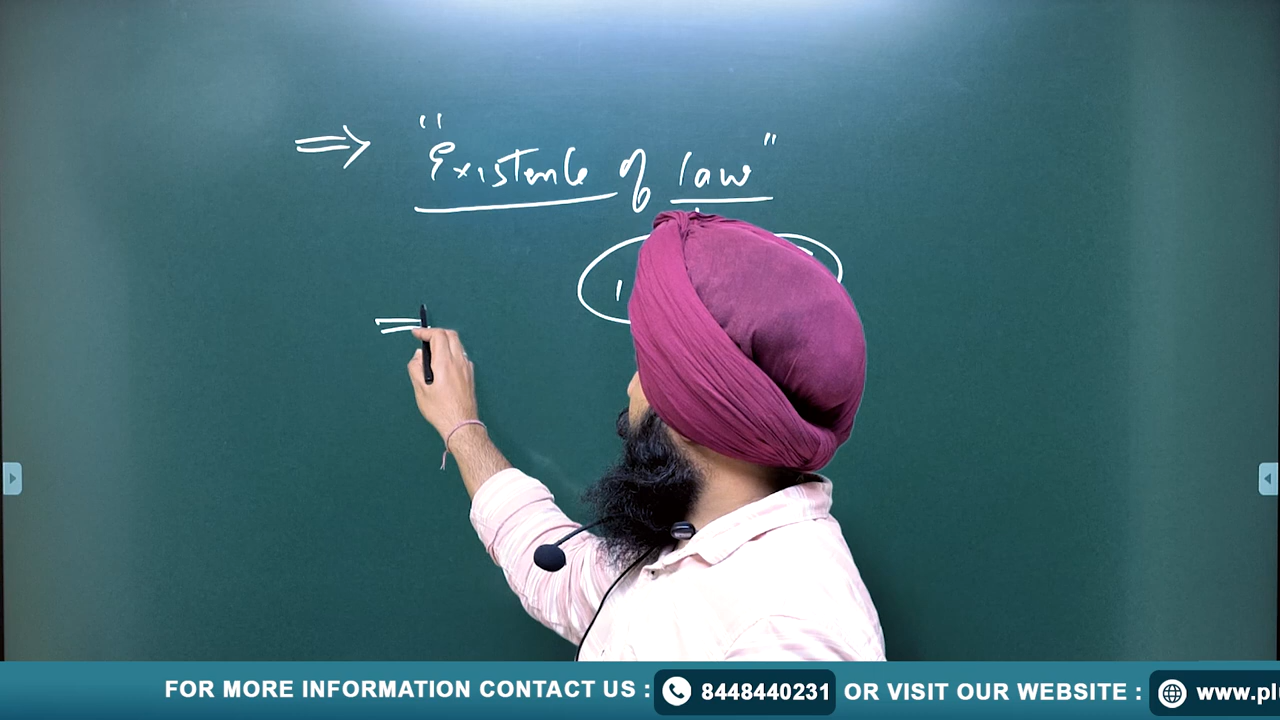 ⇒ "Existence of law"
FOR MORE INFORMATION CONTACT US : 8448440231 OR VISIT OUR WEBSITE : www.pl